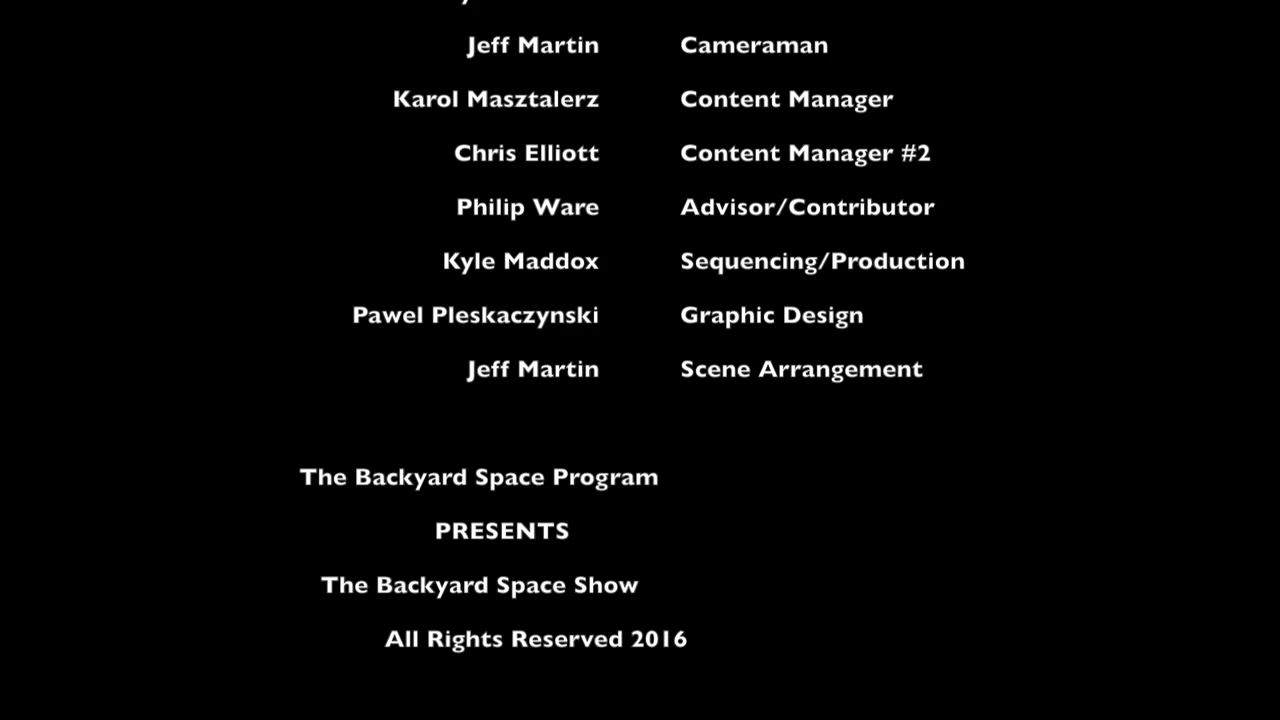 Jeff Martin Cameraman
Karol Masztalerz Content Manager
Chris Elliott Content Manager #2
Philip Ware Advisor/Contributor
Kyle Maddox Sequencing/Production
Pawel Pleskaczynski Graphic Design
Jeff Martin Scene Arrangement
The Backyard Space Program
PRESENTS
The Backyard Space Show
All Rights Reserved 2016